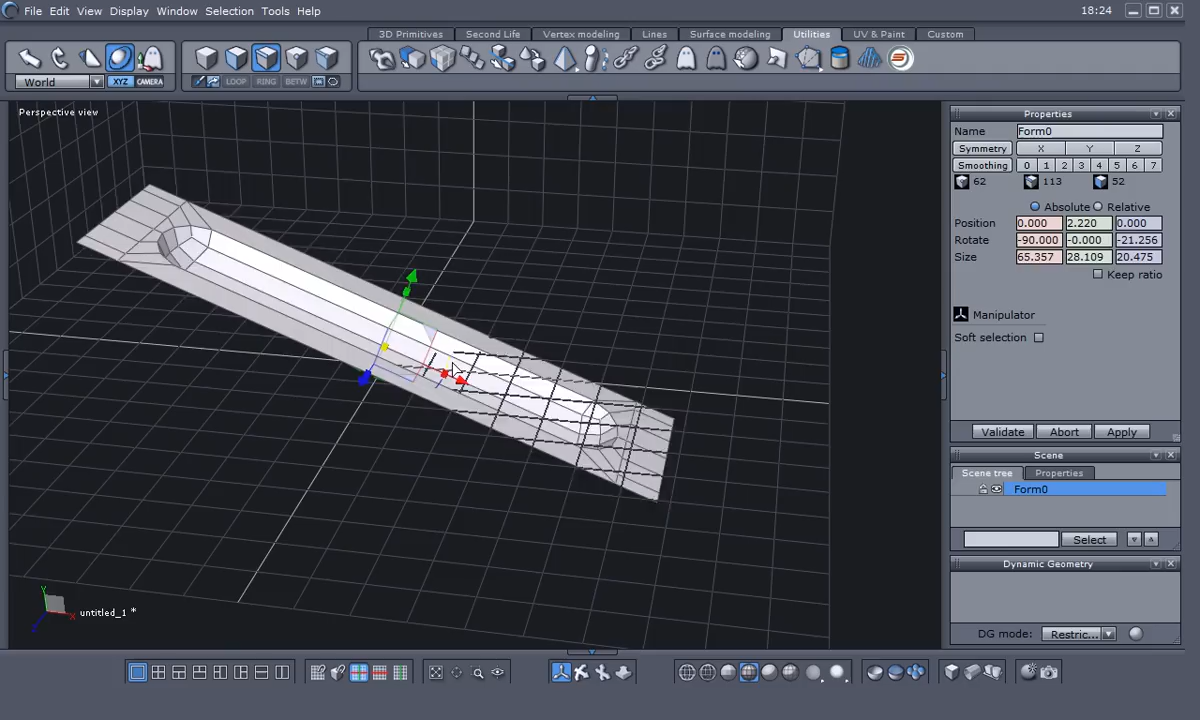 File Edit View Display Window Selection Tools Help 18:24
3D Primitives Second Life Vertex modeling Lines Surface modeling Utilities UV & Paint Custom
World XYZ CAMERA LOOP RING BETW
Perspective view
Properties
Name Form0
Symmetry X Y Z
Smoothing 0 1 2 3 4 5 6 7
62 113 52
Absolute Relative
Position 0.000 2.220 0.000
Rotate -90.000 -0.000 -21.256
Size 65.357 28.109 20.475
Keep ratio
Manipulator
Soft selection
Validate Abort Apply
Scene
Scene tree Properties
Form0
Select
Dynamic Geometry
DG mode: Restric...
Y
X
Z
untitled_1 *